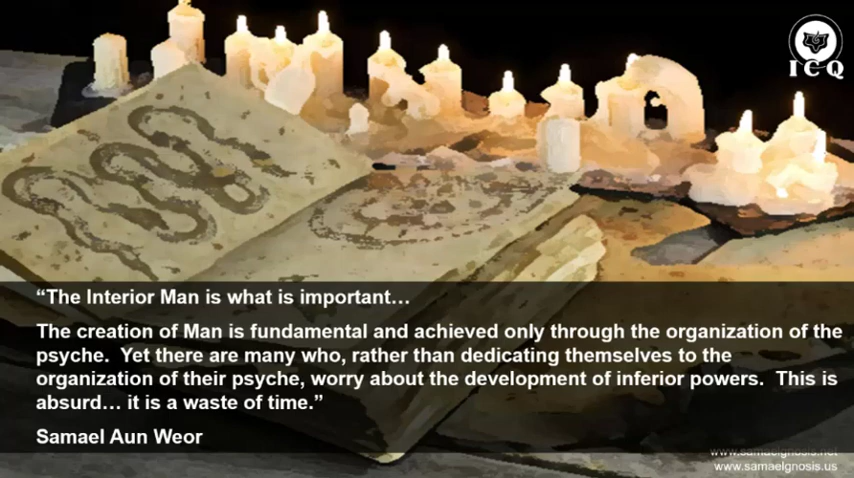 ICQ
“The Interior Man is what is important…
The creation of Man is fundamental and achieved only through the organization of the
psyche.  Yet there are many who, rather than dedicating themselves to the
organization of their psyche, worry about the development of inferior powers.  This is
absurd… it is a waste of time.”
Samael Aun Weor
www.samaelgnosis.net
www.samaelgnosis.us